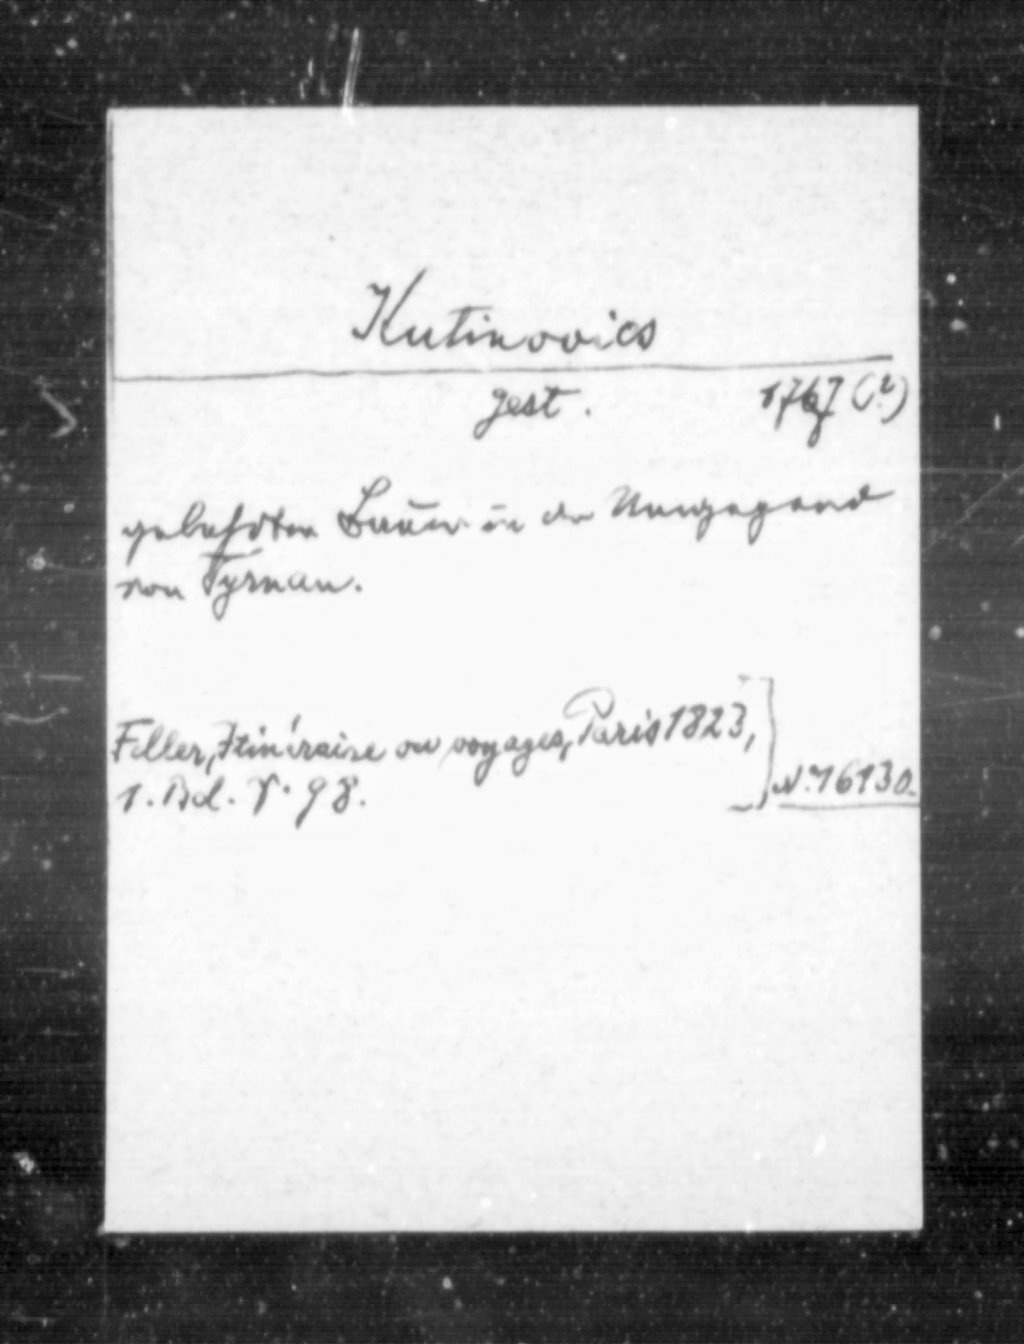 Kutinovics
gest. 1767 (?)
gelehrter Bauer in der Umgegend
von Tyrnau.
Feller, Itinéraire ou voyages, Paris 1823,
1. Bd. S. 98.
N. 16130.